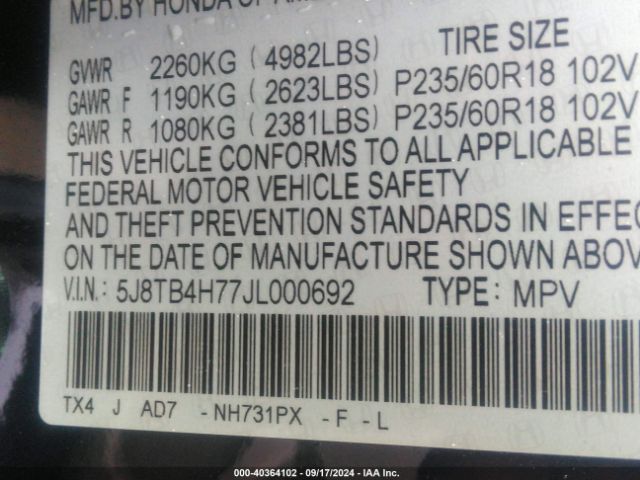 MFD.BY HONDA OF
TIRE SIZE
GVWR 2260KG (4982LBS)
GAWR F 1190KG (2623LBS) P235/60R18 102V
GAWR R 1080KG (2381LBS) P235/60R18 102V
THIS VEHICLE CONFORMS TO ALL APPLICABLE
FEDERAL MOTOR VEHICLE SAFETY
AND THEFT PREVENTION STANDARDS IN EFFEC
ON THE DATE OF MANUFACTURE SHOWN ABOV
V.I.N.: 5J8TB4H77JL000692 TYPE: MPV
TX4 J AD7 -NH731PX -F-L
000-40364102 - 09/17/2024 - IAA Inc.